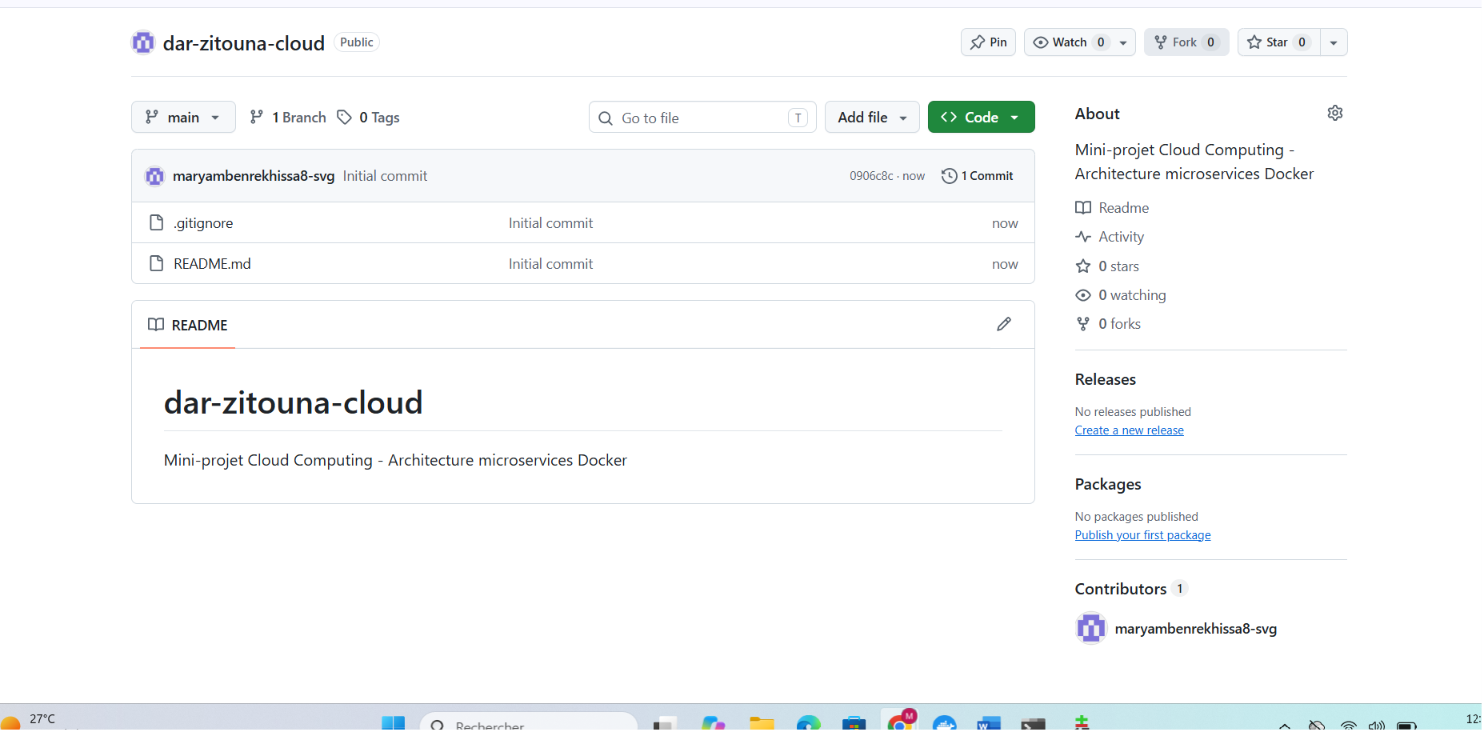 dar-zitouna-cloud Public Pin Watch 0 Fork 0 Star 0
main 1 Branch 0 Tags Go to file T Add file Code
maryambenrekhissa8-svg Initial commit 0906c8c · now 1 Commit
.gitignore Initial commit now
README.md Initial commit now
README
dar-zitouna-cloud
Mini-projet Cloud Computing - Architecture microservices Docker
About
Mini-projet Cloud Computing -
Architecture microservices Docker
Readme
Activity
0 stars
0 watching
0 forks
Releases
No releases published
Create a new release
Packages
No packages published
Publish your first package
Contributors 1
maryambenrekhissa8-svg
27°C
Rechercher
M
W
12: